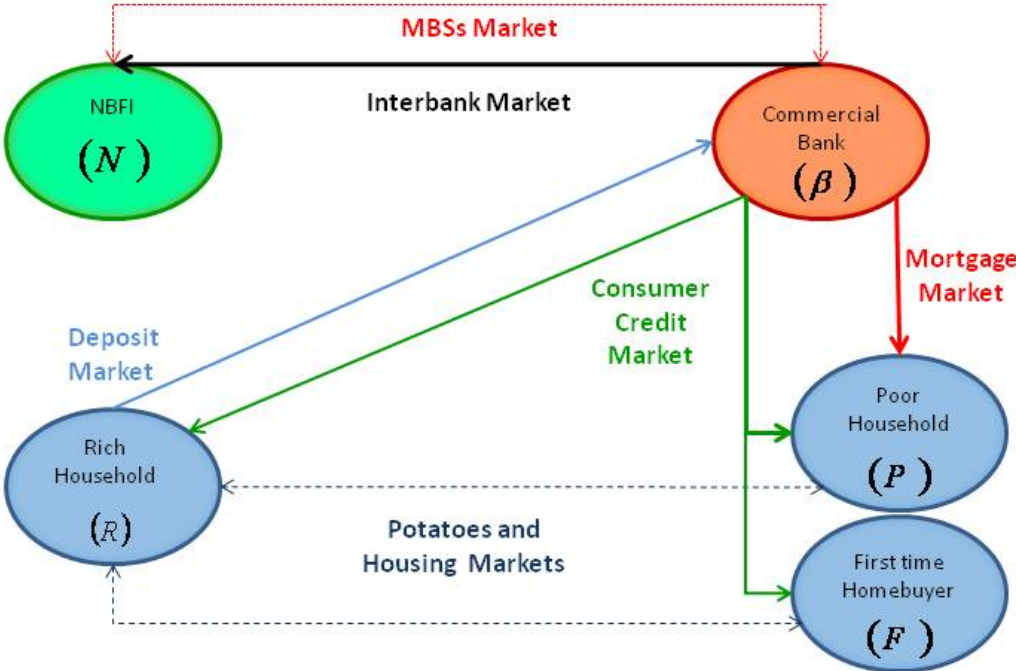 MBSs Market
Interbank Market
NBFI
(N)
Commercial
Bank
(β)
Mortgage
Market
Consumer
Credit
Market
Deposit
Market
Rich
Household
(R)
Poor
Household
(P)
Potatoes and
Housing Markets
First time
Homebuyer
(F)